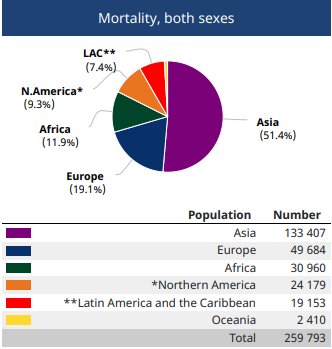 Mortality, both sexes
LAC**
(7.4%)
N.America*
(9.3%)
Africa
(11.9%)
Europe
(19.1%)
Asia
(51.4%)
Population Number
Asia 133 407
Europe 49 684
Africa 30 960
*Northern America 24 179
**Latin America and the Caribbean 19 153
Oceania 2 410
Total 259 793